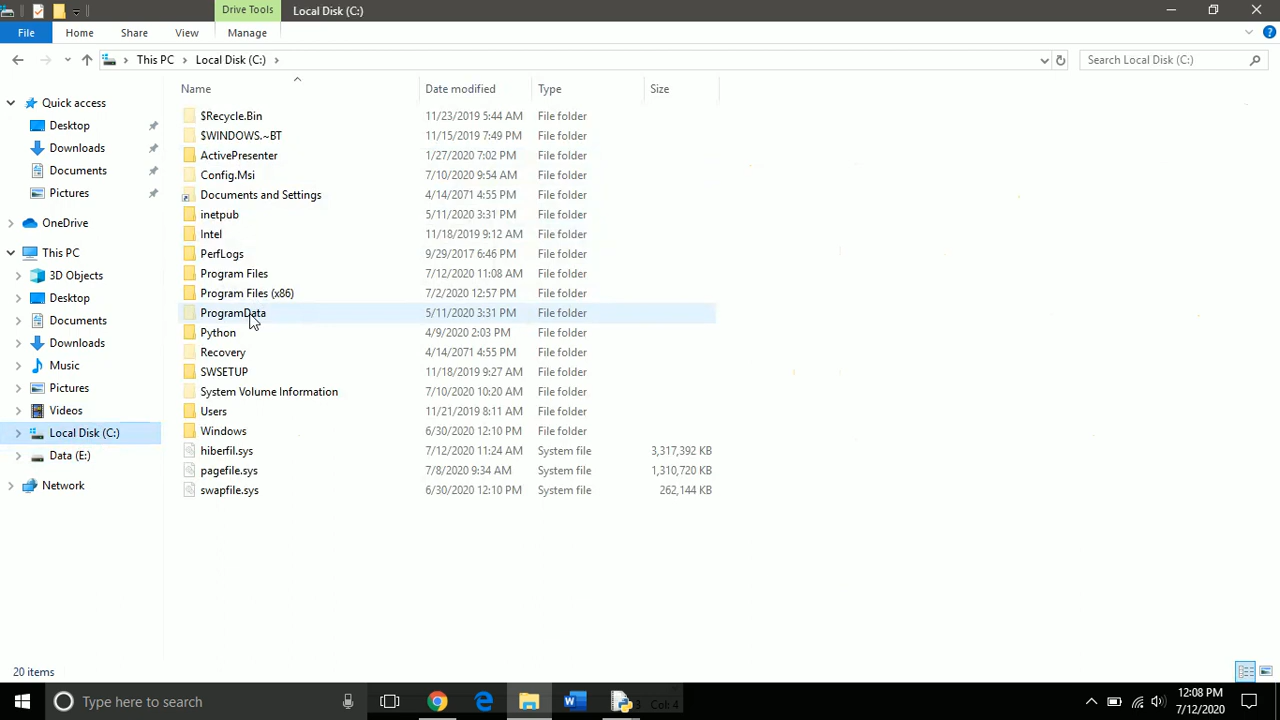 Drive Tools
Local Disk (C:)
File
Home
Share
View
Manage
This PC
Local Disk (C:)
Search Local Disk (C:)
Name
Date modified
Type
Size
Quick access
Desktop
Downloads
Documents
Pictures
OneDrive
This PC
3D Objects
Desktop
Documents
Downloads
Music
Pictures
Videos
Local Disk (C:)
Data (E:)
Network
$Recycle.Bin 11/23/2019 5:44 AM File folder
$WINDOWS.~BT 11/15/2019 7:49 PM File folder
ActivePresenter 1/27/2020 7:02 PM File folder
Config.Msi 7/10/2020 9:54 AM File folder
Documents and Settings 4/14/2071 4:55 PM File folder
inetpub 5/11/2020 3:31 PM File folder
Intel 11/18/2019 9:12 AM File folder
PerfLogs 9/29/2017 6:46 PM File folder
Program Files 7/12/2020 11:08 AM File folder
Program Files (x86) 7/2/2020 12:57 PM File folder
ProgramData 5/11/2020 3:31 PM File folder
Python 4/9/2020 2:03 PM File folder
Recovery 4/14/2071 4:55 PM File folder
SWSETUP 11/18/2019 9:27 AM File folder
System Volume Information 7/10/2020 10:20 AM File folder
Users 11/21/2019 8:11 AM File folder
Windows 6/30/2020 12:10 PM File folder
hiberfil.sys 7/12/2020 11:24 AM System file 3,317,392 KB
pagefile.sys 7/8/2020 9:34 AM System file 1,310,720 KB
swapfile.sys 6/30/2020 12:10 PM System file 262,144 KB
20 items
Type here to search
3 Col: 4
12:08 PM
7/12/2020